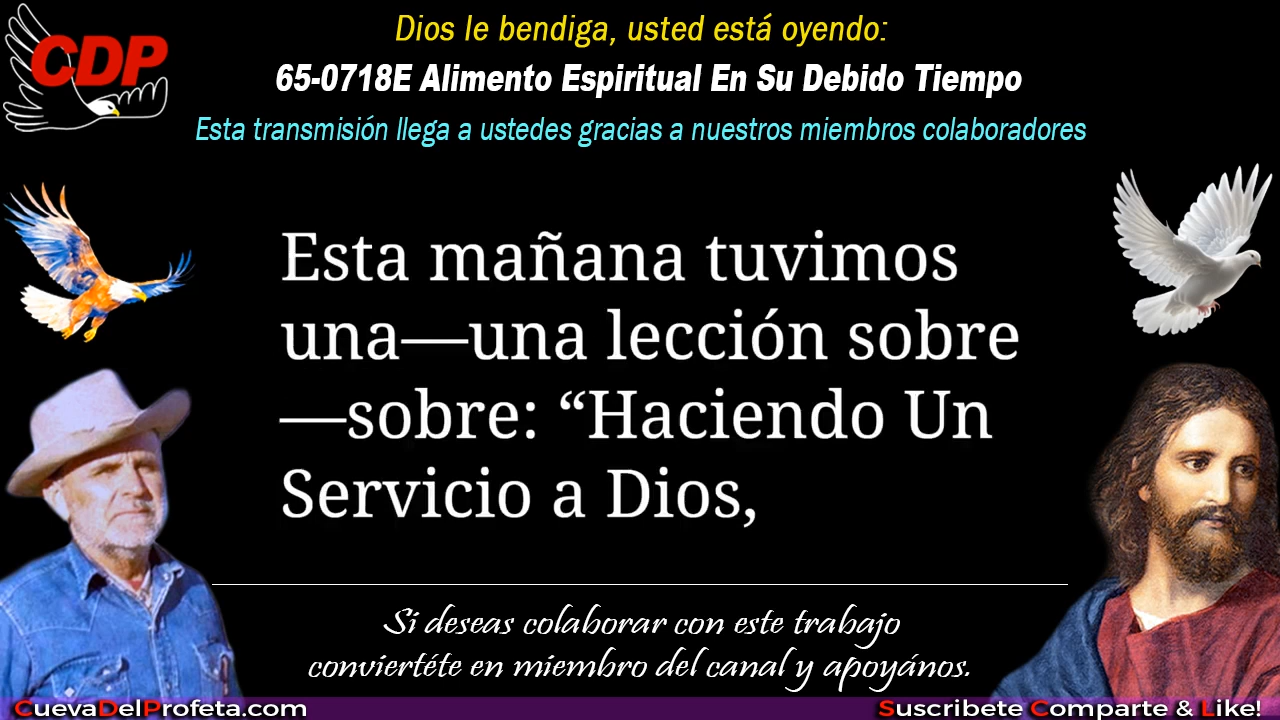 CDP
Dios le bendiga, usted está oyendo:
65-0718E Alimento Espiritual En Su Debido Tiempo
Esta transmisión llega a ustedes gracias a nuestros miembros colaboradores
Esta mañana tuvimos
una—una lección sobre
—sobre: “Haciendo Un
Servicio a Dios,
Si deseas colaborar con este trabajo
conviertéte en miembro del canal y apoyános.
CuevaDelProfeta.com
Suscribete Comparte & Like!